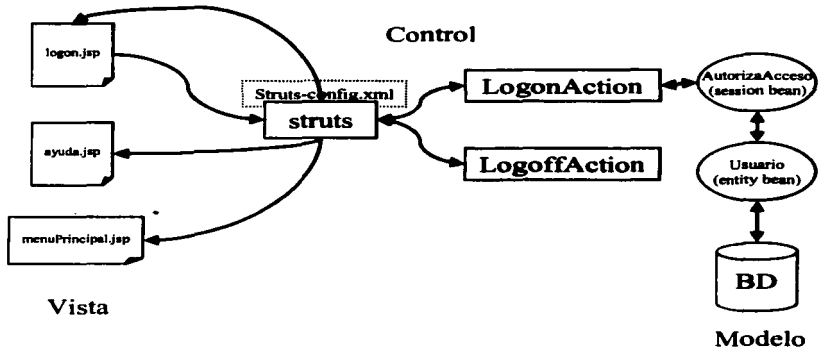 Control
logon.jsp
Struts-config.xml
struts
LogonAction
AutorizaAcceso
(session bean)
ayuda.jsp
LogoffAction
Usuario
(entity bean)
menuPrincipal.jsp
BD
Vista
Modelo